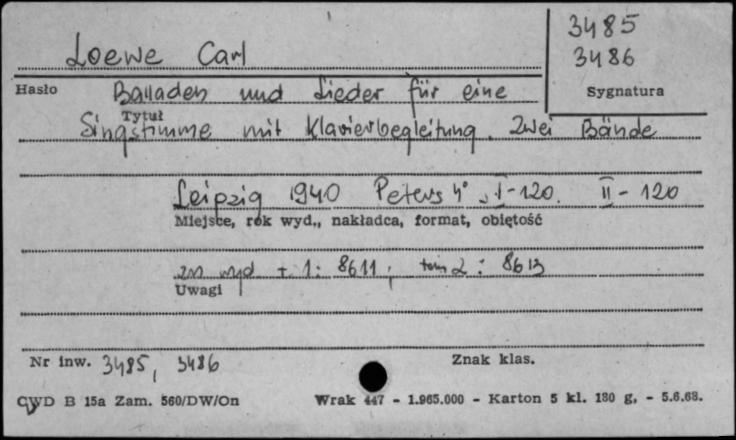 3485
Loewe Carl
3486
Hasło
Balladen und Lieder für eine
Sygnatura
Tytuł
Singstimme mit Klavierbegleitung. Zwei Bände
Leipzig 1940 Peters 4°, I-120. II-120
Miejsce, rok wyd., nakładca, format, objętość
zn wyd t. 1: 8611; tom 2: 8613
Uwagi
Nr inw. 3485, 3486
Znak klas.
CWD B 15a Zam. 560/DW/On
Wrak 447 - 1.965.000 - Karton 5 kl. 180 g, - 5.6.68.